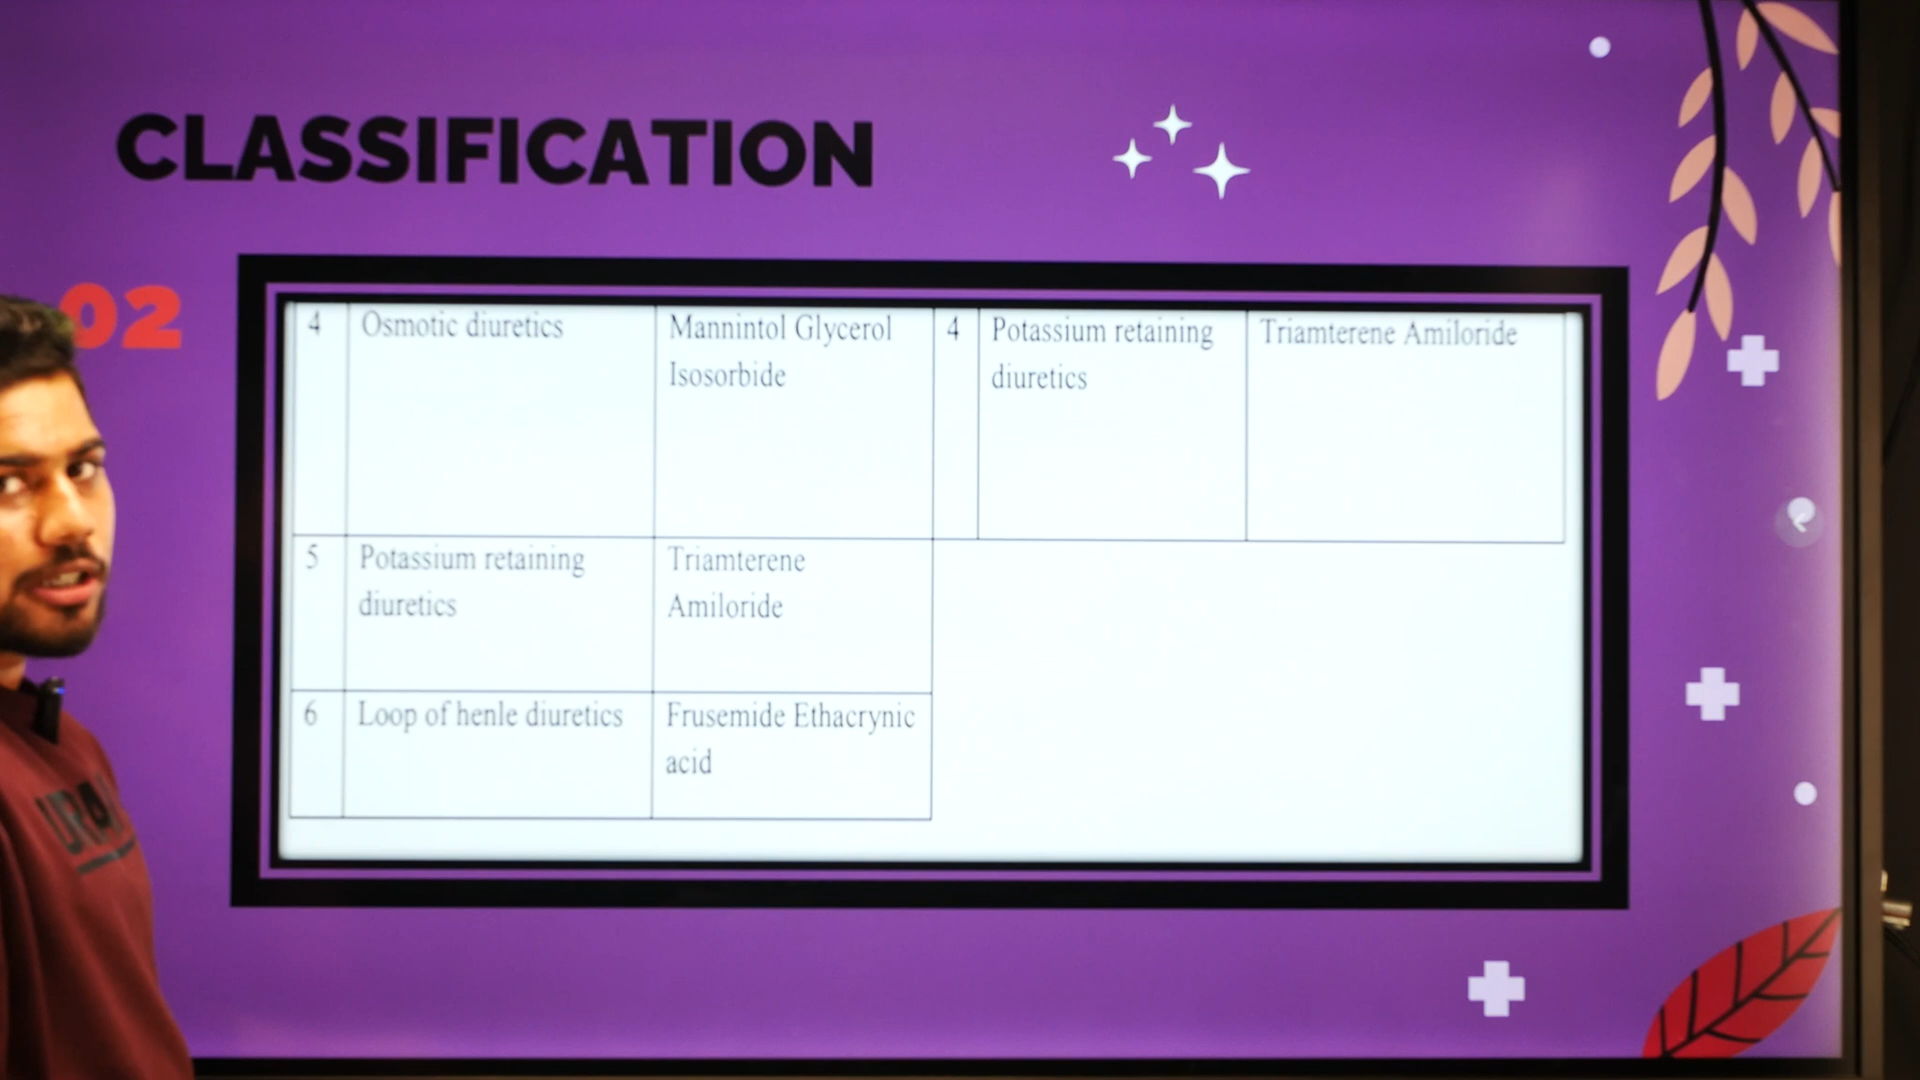 CLASSIFICATION
02
4 Osmotic diuretics Mannintol Glycerol 4 Potassium retaining Triamterene Amiloride
Isosorbide diuretics
5 Potassium retaining Triamterene
diuretics Amiloride
6 Loop of henle diuretics Frusemide Ethacrynic
acid